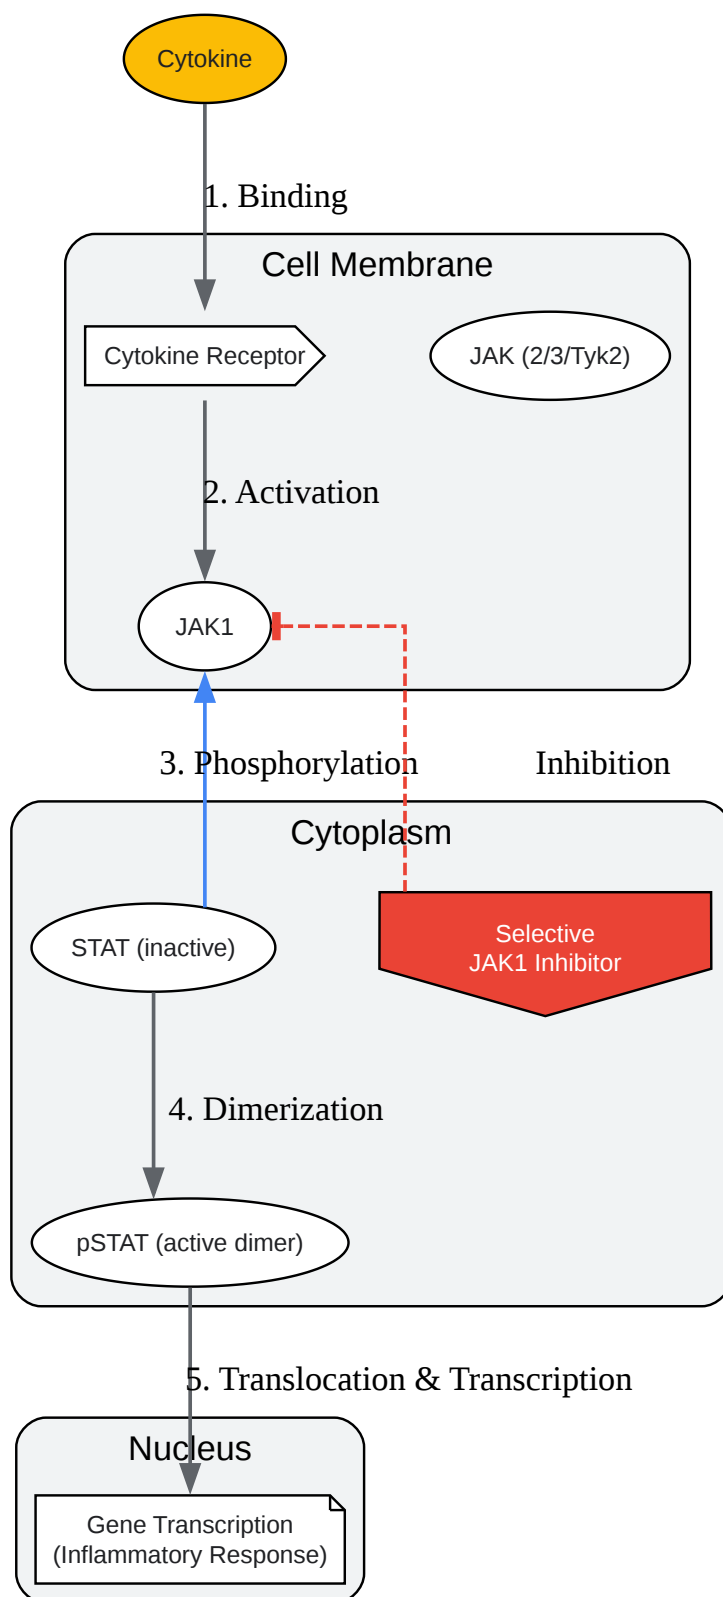 Cytokine
1. Binding
Cell Membrane
Cytokine Receptor
JAK (2/3/Tyk2)
2. Activation
JAK1
3. Phosphorylation
Inhibition
Cytoplasm
STAT (inactive)
Selective
JAK1 Inhibitor
4. Dimerization
pSTAT (active dimer)
5. Translocation & Transcription
Nucleus
Gene Transcription
(Inflammatory Response)